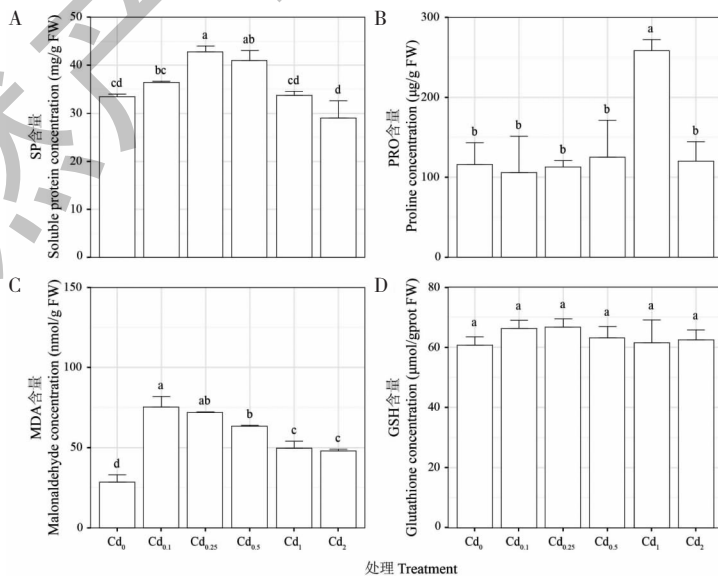 A
SP含量
Soluble protein concentration (mg/g FW)
50
40
30
20
10
0
cd
bc
a
ab
cd
d
B
PRO含量
Proline concentration (μg/g FW)
300
200
100
0
b
b
b
b
a
b
C
MDA含量
Malonaldehyde concentration (nmol/g FW)
150
100
50
0
d
a
ab
b
c
c
Cd0
Cd0.1
Cd0.25
Cd0.5
Cd1
Cd2
D
GSH含量
Glutathione concentration (μmol/gprot FW)
80
60
40
20
0
a
a
a
a
a
a
Cd0
Cd0.1
Cd0.25
Cd0.5
Cd1
Cd2
处理 Treatment